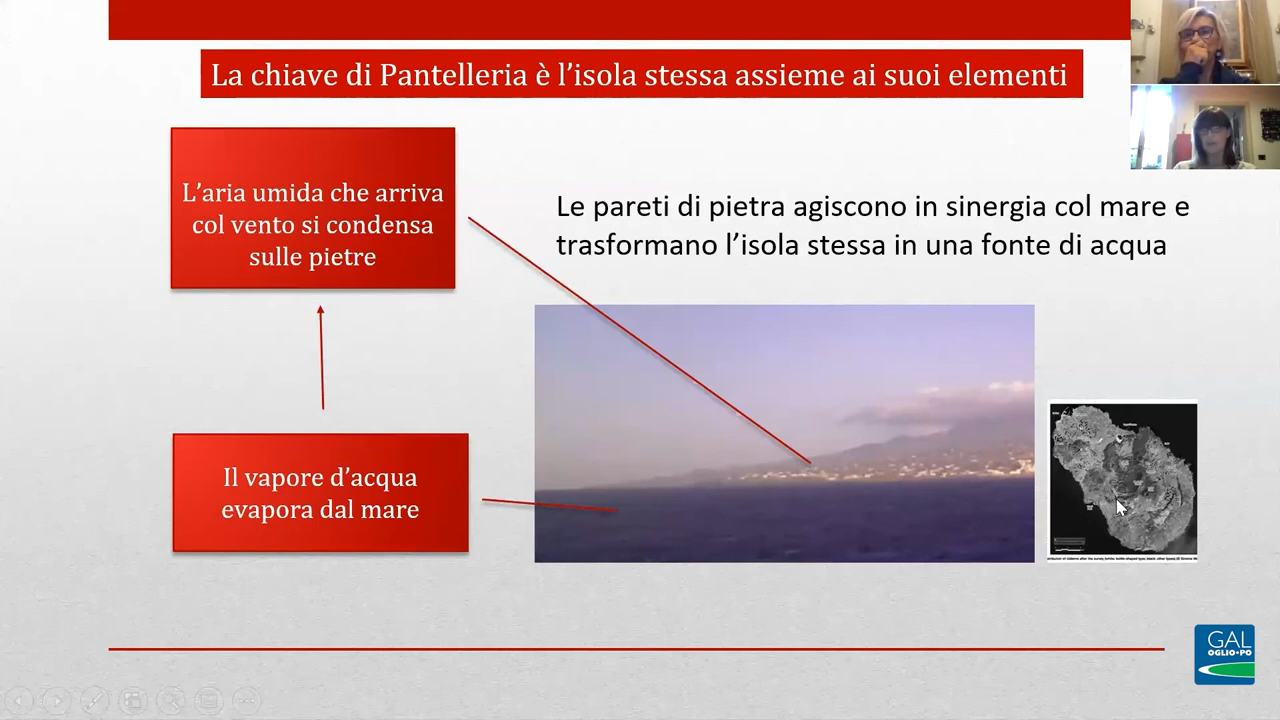 La chiave di Pantelleria è l’isola stessa assieme ai suoi elementi
L’aria umida che arriva
col vento si condensa
sulle pietre
Le pareti di pietra agiscono in sinergia col mare e
trasformano l’isola stessa in una fonte di acqua
Il vapore d’acqua
evapora dal mare
GAL
OGLIO•PO